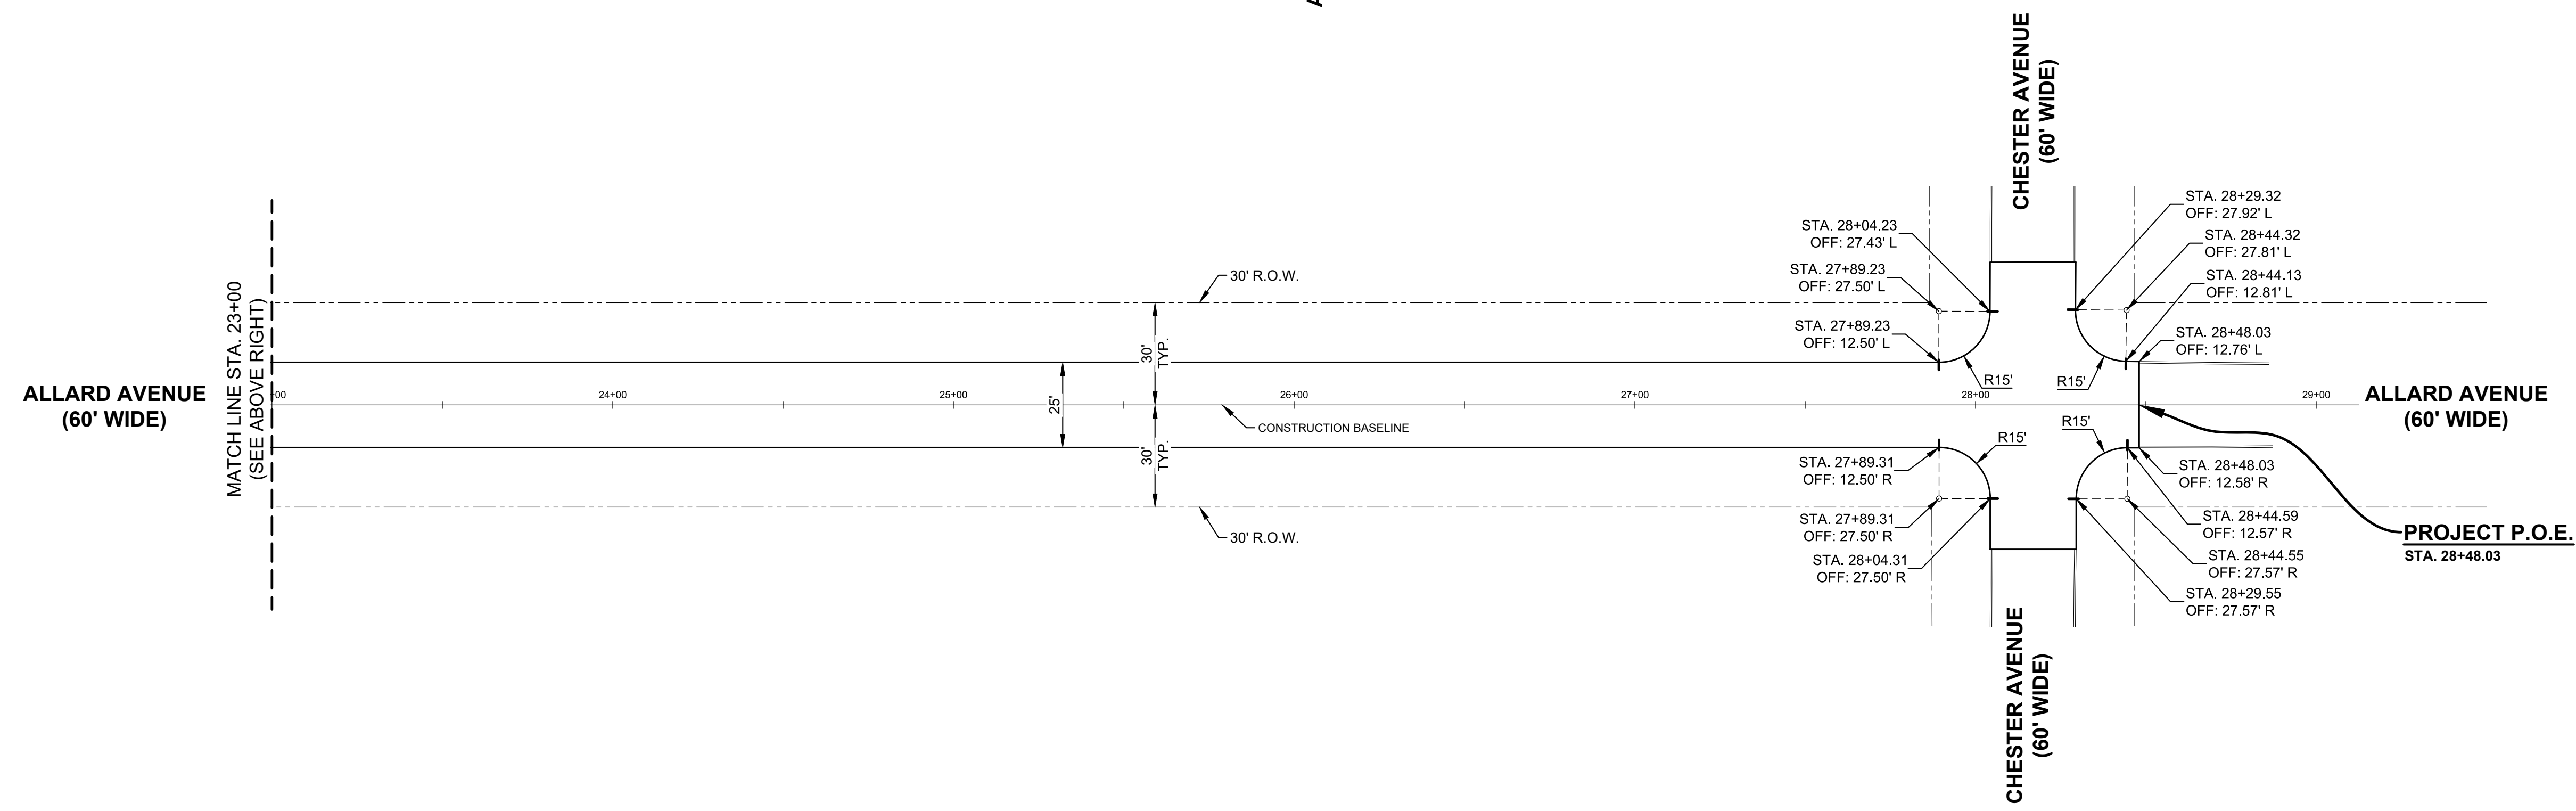 CHESTER AVENUE
(60' WIDE)
STA. 28+29.32
OFF: 27.92' L
STA. 28+04.23
OFF: 27.43' L
STA. 28+44.32
OFF: 27.81' L
STA. 27+89.23
OFF: 27.50' L
STA. 28+44.13
OFF: 12.81' L
30' R.O.W.
STA. 27+89.23
OFF: 12.50' L
STA. 28+48.03
OFF: 12.76' L
MATCH LINE STA. 23+00
(SEE ABOVE RIGHT)
30'
TYP.
R15'
R15'
ALLARD AVENUE
(60' WIDE)
+00
24+00
25+00
26+00
27+00
28+00
29+00
ALLARD AVENUE
(60' WIDE)
25'
CONSTRUCTION BASELINE
R15'
R15'
30'
TYP.
STA. 27+89.31
OFF: 12.50' R
STA. 28+48.03
OFF: 12.58' R
STA. 27+89.31
OFF: 27.50' R
STA. 28+44.59
OFF: 12.57' R
30' R.O.W.
PROJECT P.O.E.
STA. 28+48.03
STA. 28+04.31
OFF: 27.50' R
STA. 28+44.55
OFF: 27.57' R
STA. 28+29.55
OFF: 27.57' R
CHESTER AVENUE
(60' WIDE)